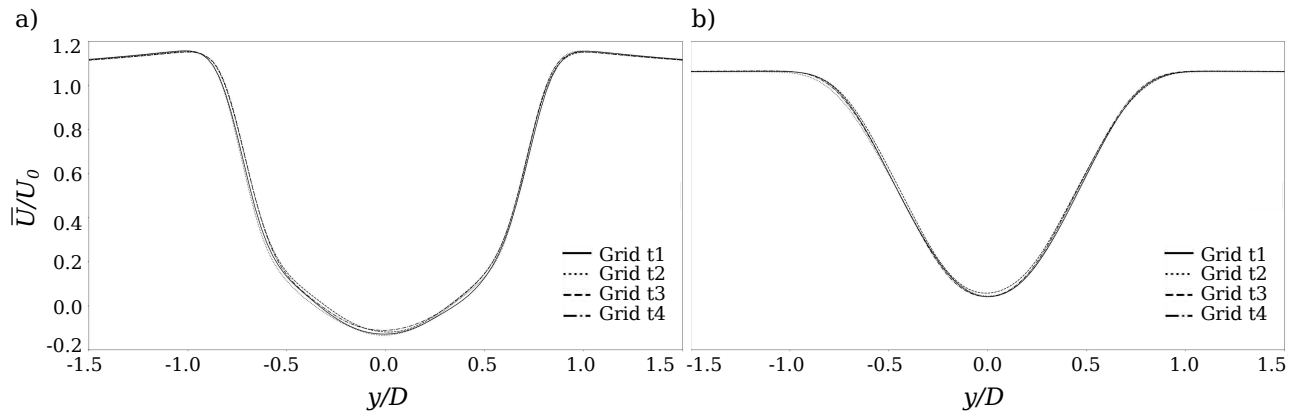 a)
1.2
1.0
0.8
0.6
0.4
0.2
0.0
-0.2
U̅/U₀
Grid t1
Grid t2
Grid t3
Grid t4
-1.5 -1.0 -0.5 0.0 0.5 1.0
y/D
b)
Grid t1
Grid t2
Grid t3
Grid t4
-1.5 -1.0 -0.5 0.0 0.5 1.0 1.5
y/D